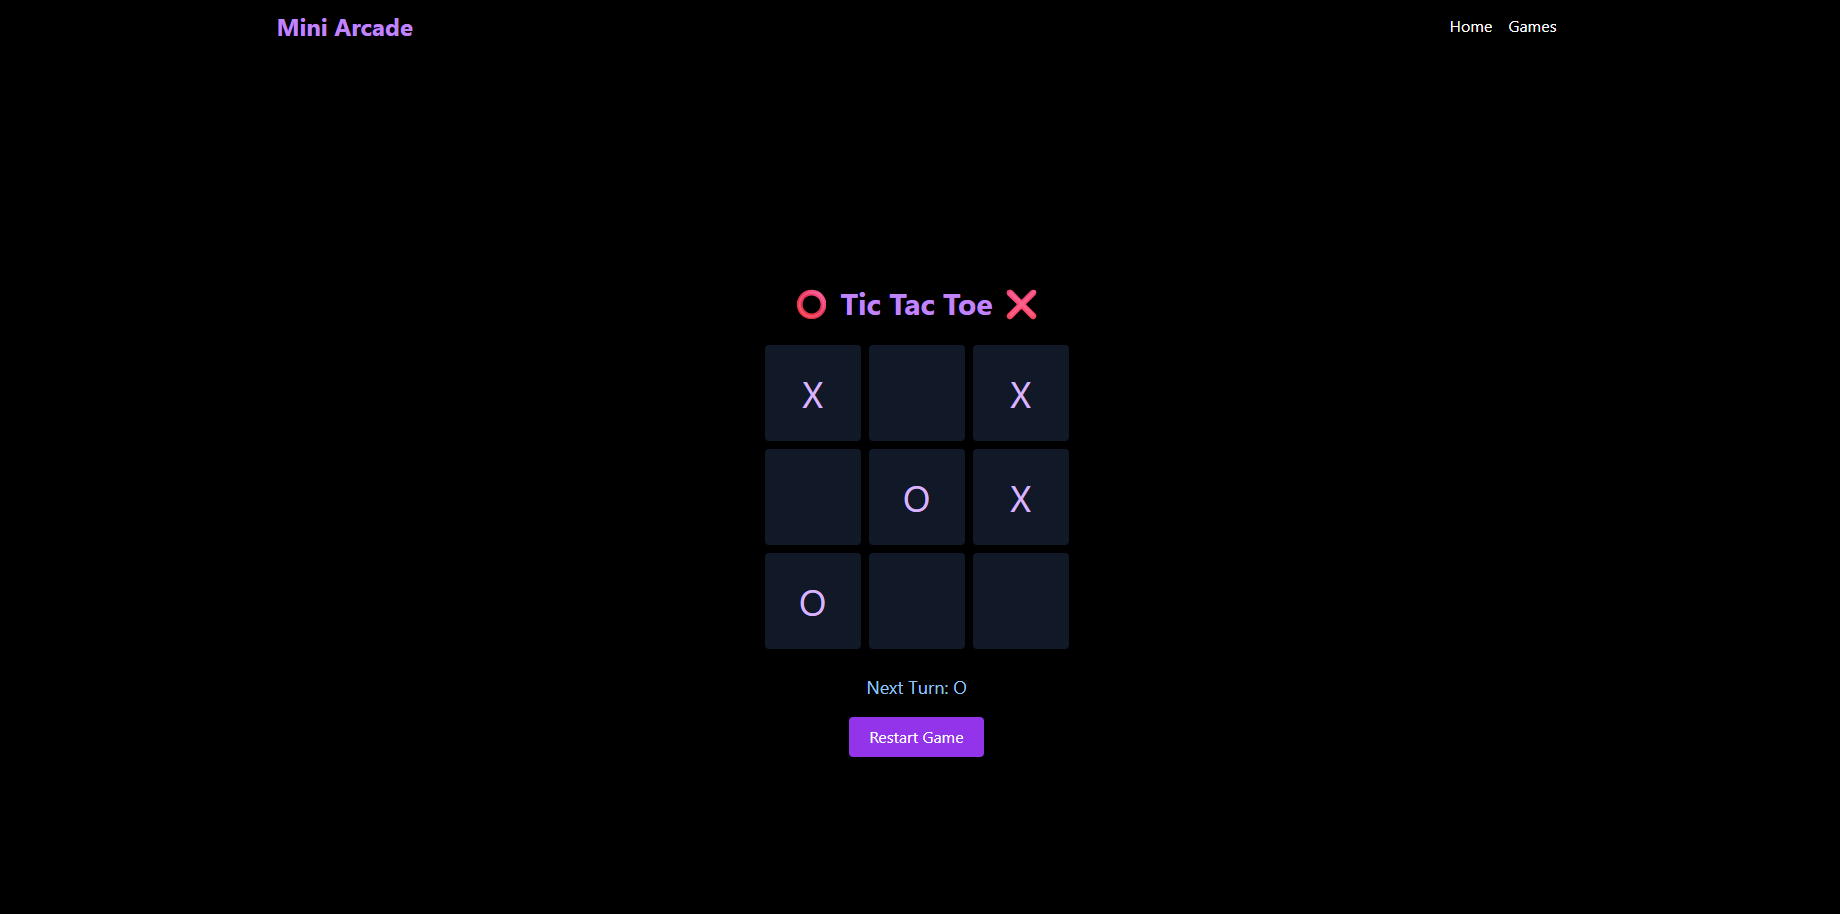 Mini Arcade Home Games
⭕ Tic Tac Toe ❌
X X
O X
O
Next Turn: O
Restart Game